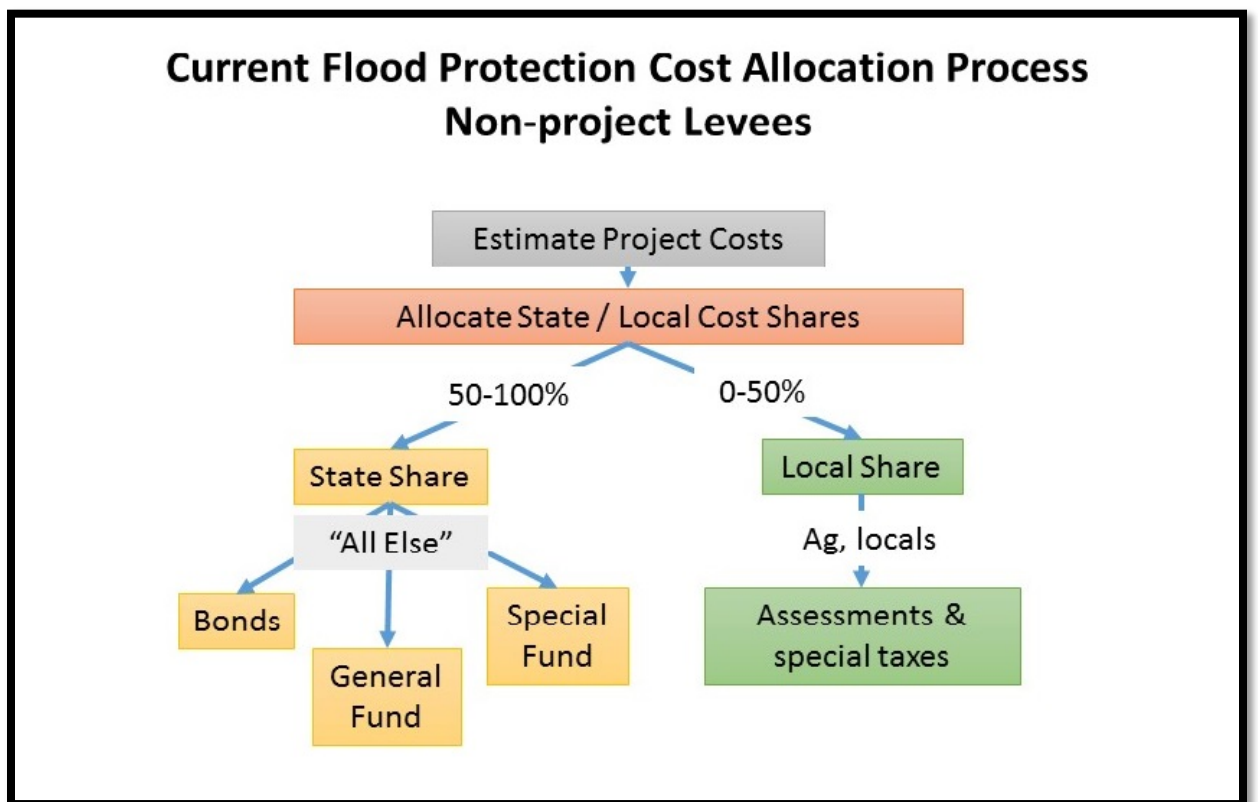 Current Flood Protection Cost Allocation Process
Non-project Levees
Estimate Project Costs
Allocate State / Local Cost Shares
50-100%
0-50%
State Share
Local Share
“All Else”
Ag, locals
Bonds
General
Fund
Special
Fund
Assessments &
special taxes